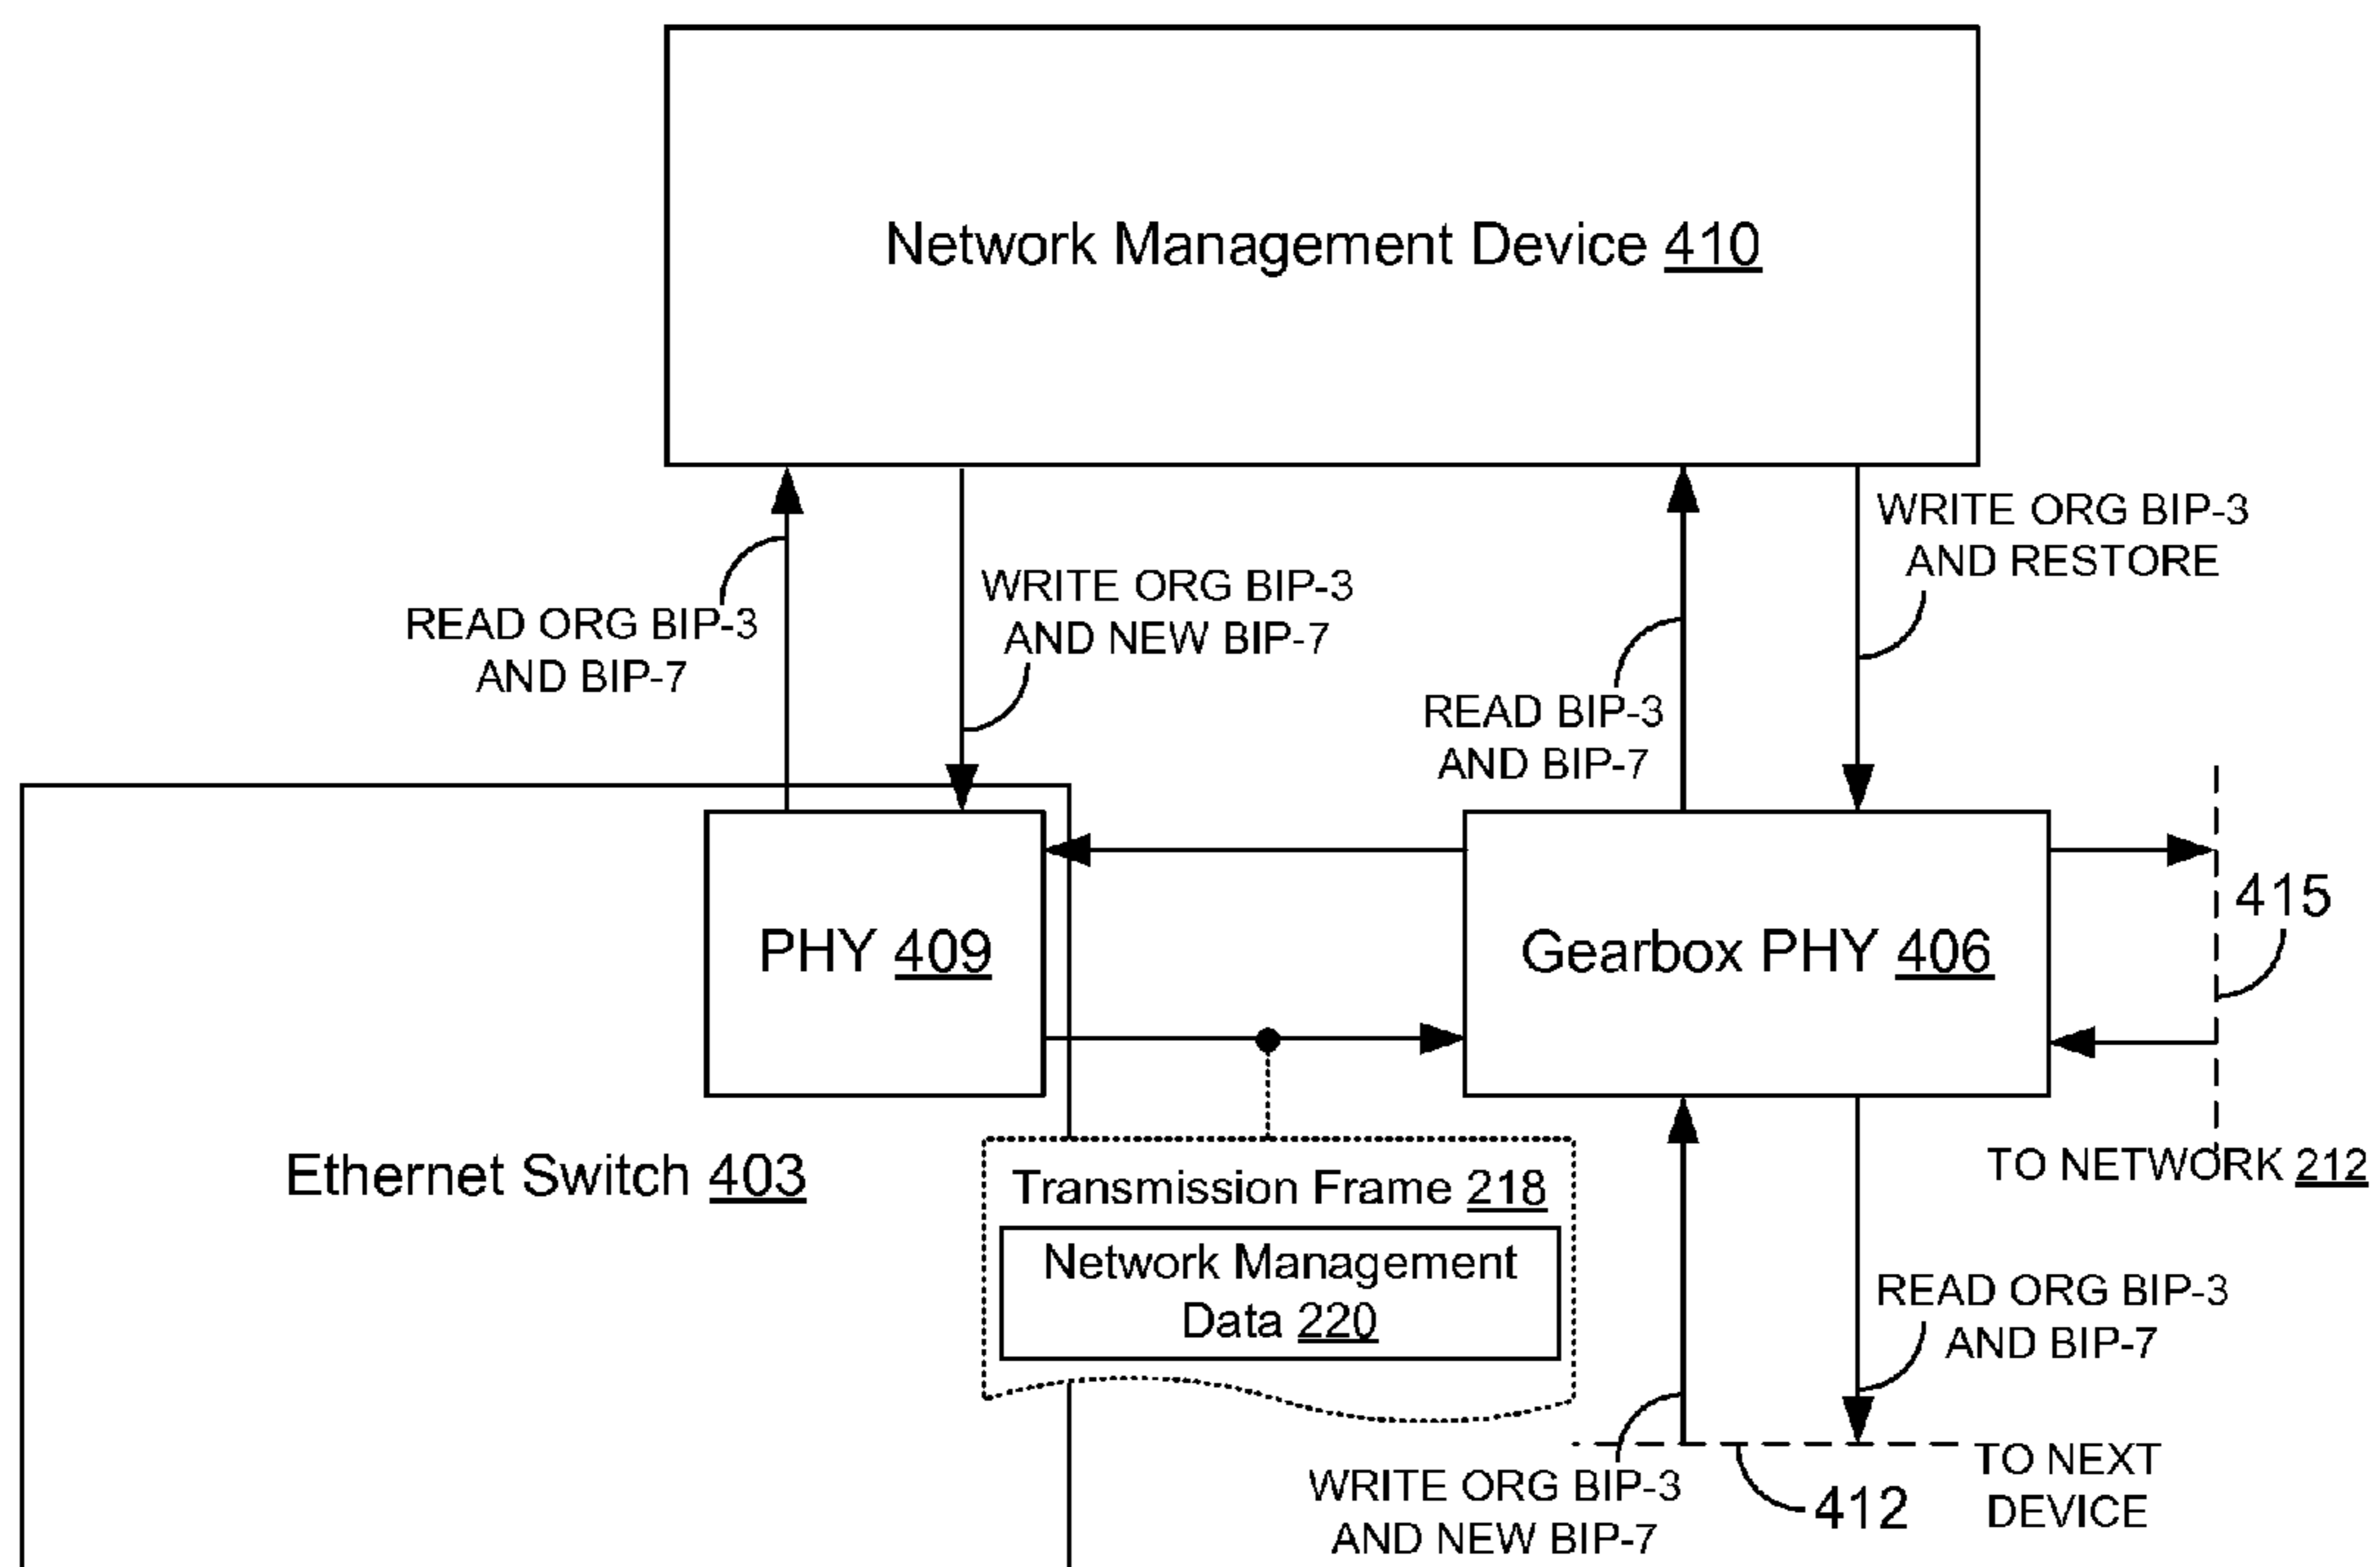 Network Management Device 410
WRITE ORG BIP-3
AND RESTORE
WRITE ORG BIP-3
AND NEW BIP-7
READ ORG BIP-3
AND BIP-7
READ BIP-3
AND BIP-7
415
PHY 409
Gearbox PHY 406
TO NETWORK 212
Ethernet Switch 403
Transmission Frame 218
Network Management
Data 220
READ ORG BIP-3
AND BIP-7
WRITE ORG BIP-3
AND NEW BIP-7
412
TO NEXT
DEVICE